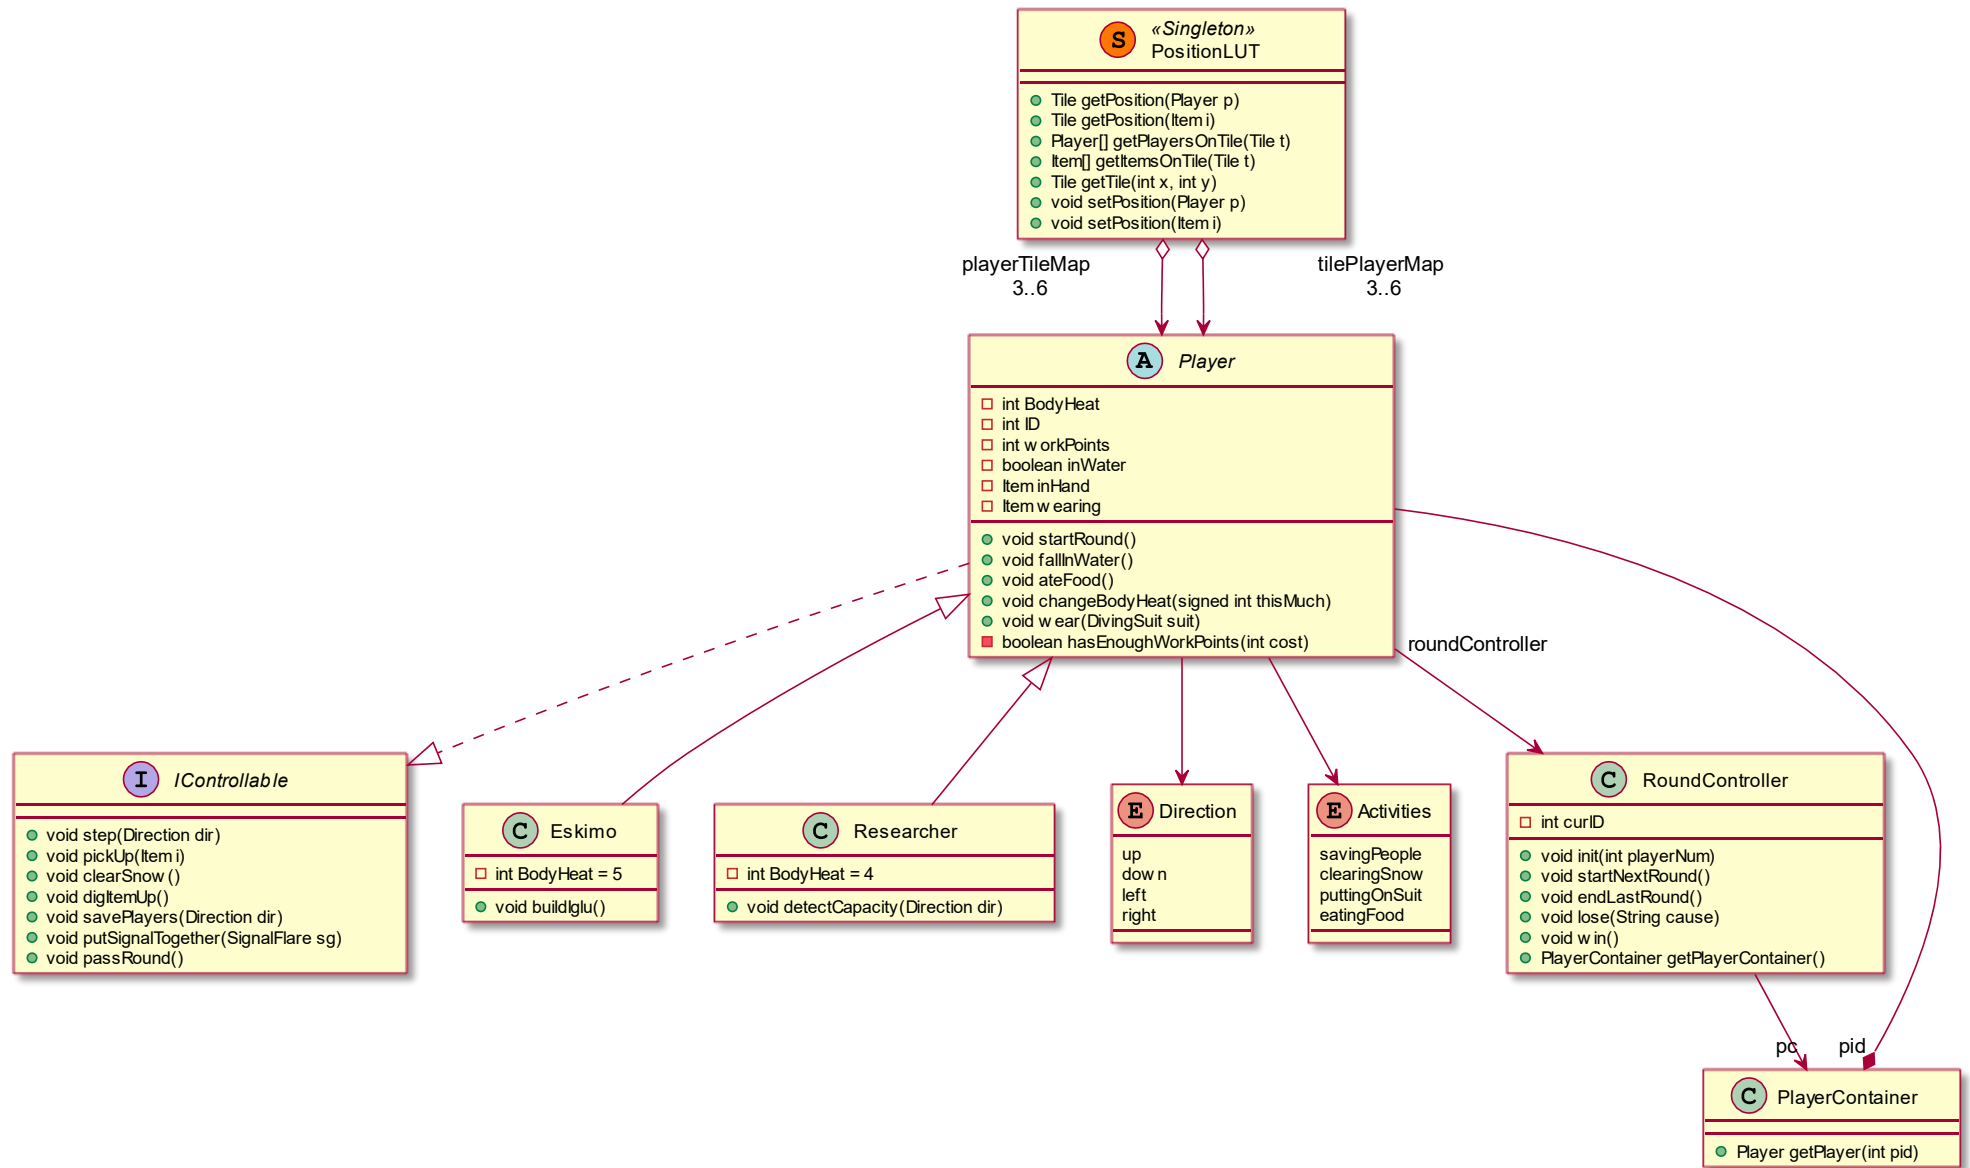 S
«Singleton»
PositionLUT
Tile getPosition(Player p)
Tile getPosition(Item i)
Player[] getPlayersOnTile(Tile t)
Item[] getItemsOnTile(Tile t)
Tile getTile(int x, int y)
void setPosition(Player p)
void setPosition(Item i)
playerTileMap
3..6
tilePlayerMap
3..6
A Player
int BodyHeat
int ID
int workPoints
boolean inWater
Item inHand
Item wearing
void startRound()
void fallInWater()
void ateFood()
void changeBodyHeat(signed int thisMuch)
void wear(DivingSuit suit)
boolean hasEnoughWorkPoints(int cost)
roundController
I IControllable
void step(Direction dir)
void pickUp(Item i)
void clearSnow()
void digItemUp()
void savePlayers(Direction dir)
void putSignalTogether(SignalFlare sg)
void passRound()
C Eskimo
int BodyHeat = 5
void buildIglu()
C Researcher
int BodyHeat = 4
void detectCapacity(Direction dir)
E Direction
up
down
left
right
E Activities
savingPeople
clearingSnow
puttingOnSuit
eatingFood
C RoundController
int curID
void init(int playerNum)
void startNextRound()
void endLastRound()
void lose(String cause)
void win()
PlayerContainer getPlayerContainer()
pc
pid
C PlayerContainer
Player getPlayer(int pid)